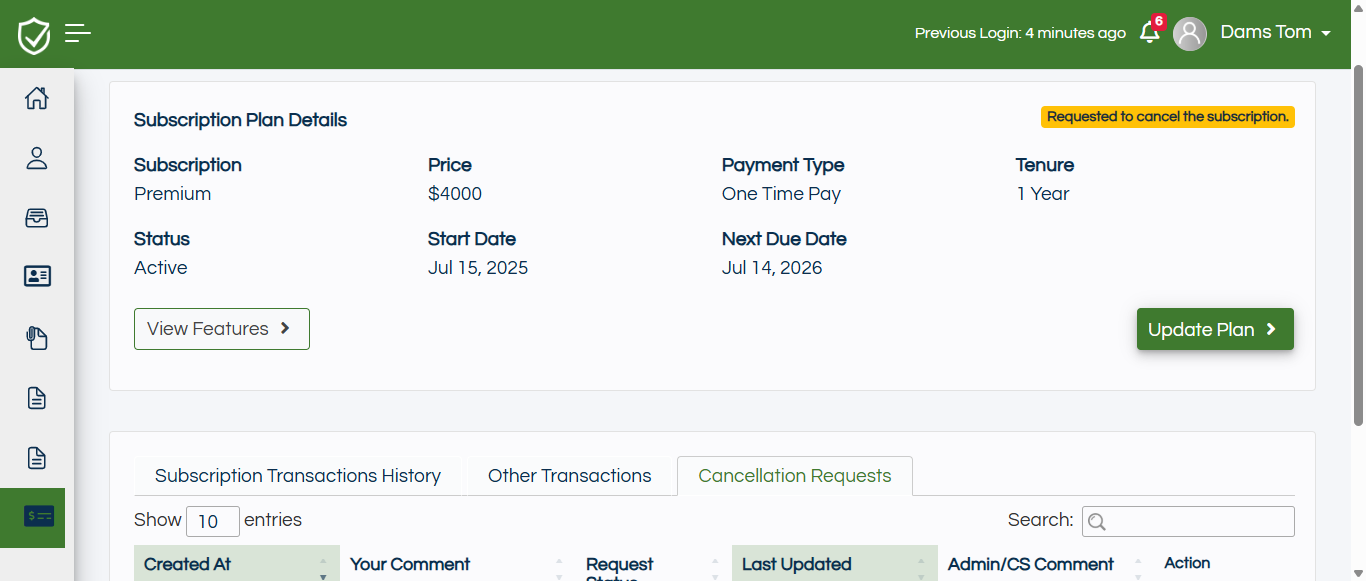 Previous Login: 4 minutes ago
6
Dams Tom
Subscription Plan Details
Requested to cancel the subscription.
Subscription Price Payment Type Tenure
Premium $4000 One Time Pay 1 Year
Status Start Date Next Due Date
Active Jul 15, 2025 Jul 14, 2026
View Features
Update Plan
Subscription Transactions History Other Transactions Cancellation Requests
Show 10 entries Search:
Created At Your Comment Request Status Last Updated Admin/CS Comment Action